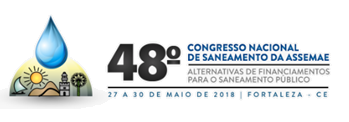 48º
CONGRESSO NACIONAL
DE SANEAMENTO DA ASSEMAE
ALTERNATIVAS DE FINANCIAMENTOS
PARA O SANEAMENTO PÚBLICO
27 A 30 DE MAIO DE 2018 | FORTALEZA - CE